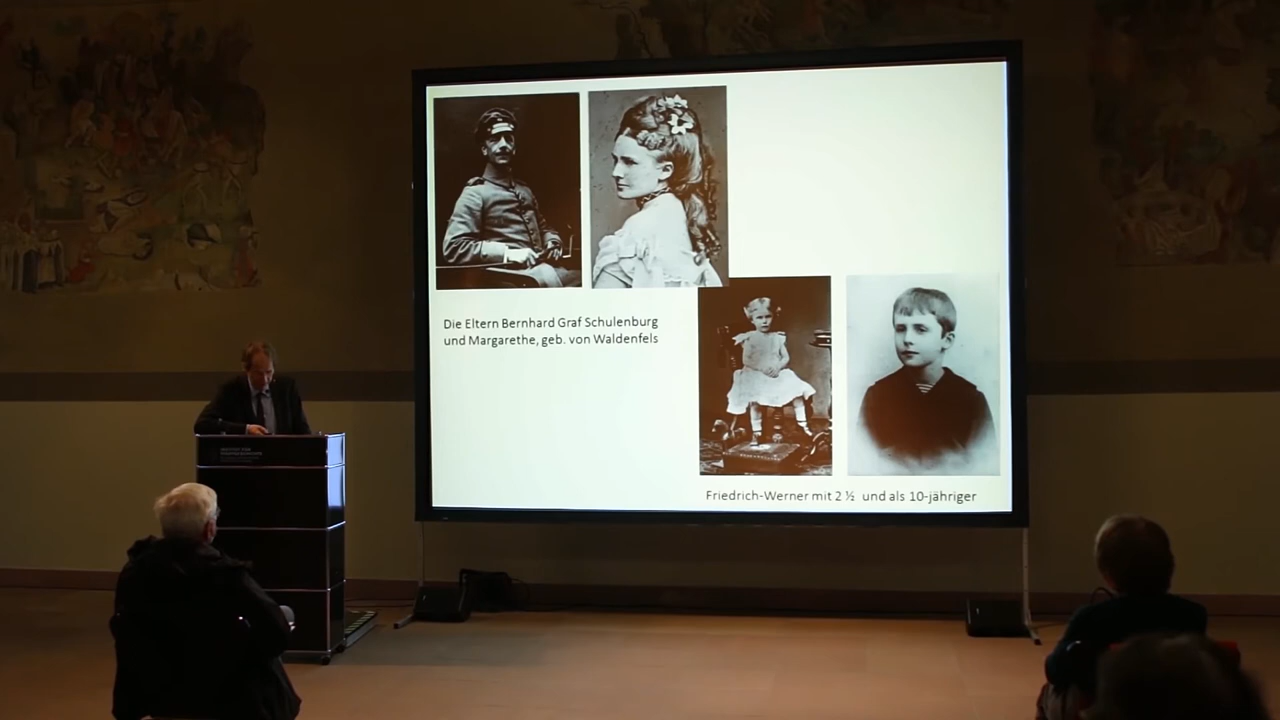 Die Eltern Bernhard Graf Schulenburg
und Margarethe, geb. von Waldenfels
Friedrich-Werner mit 2 ½ und als 10-jähriger